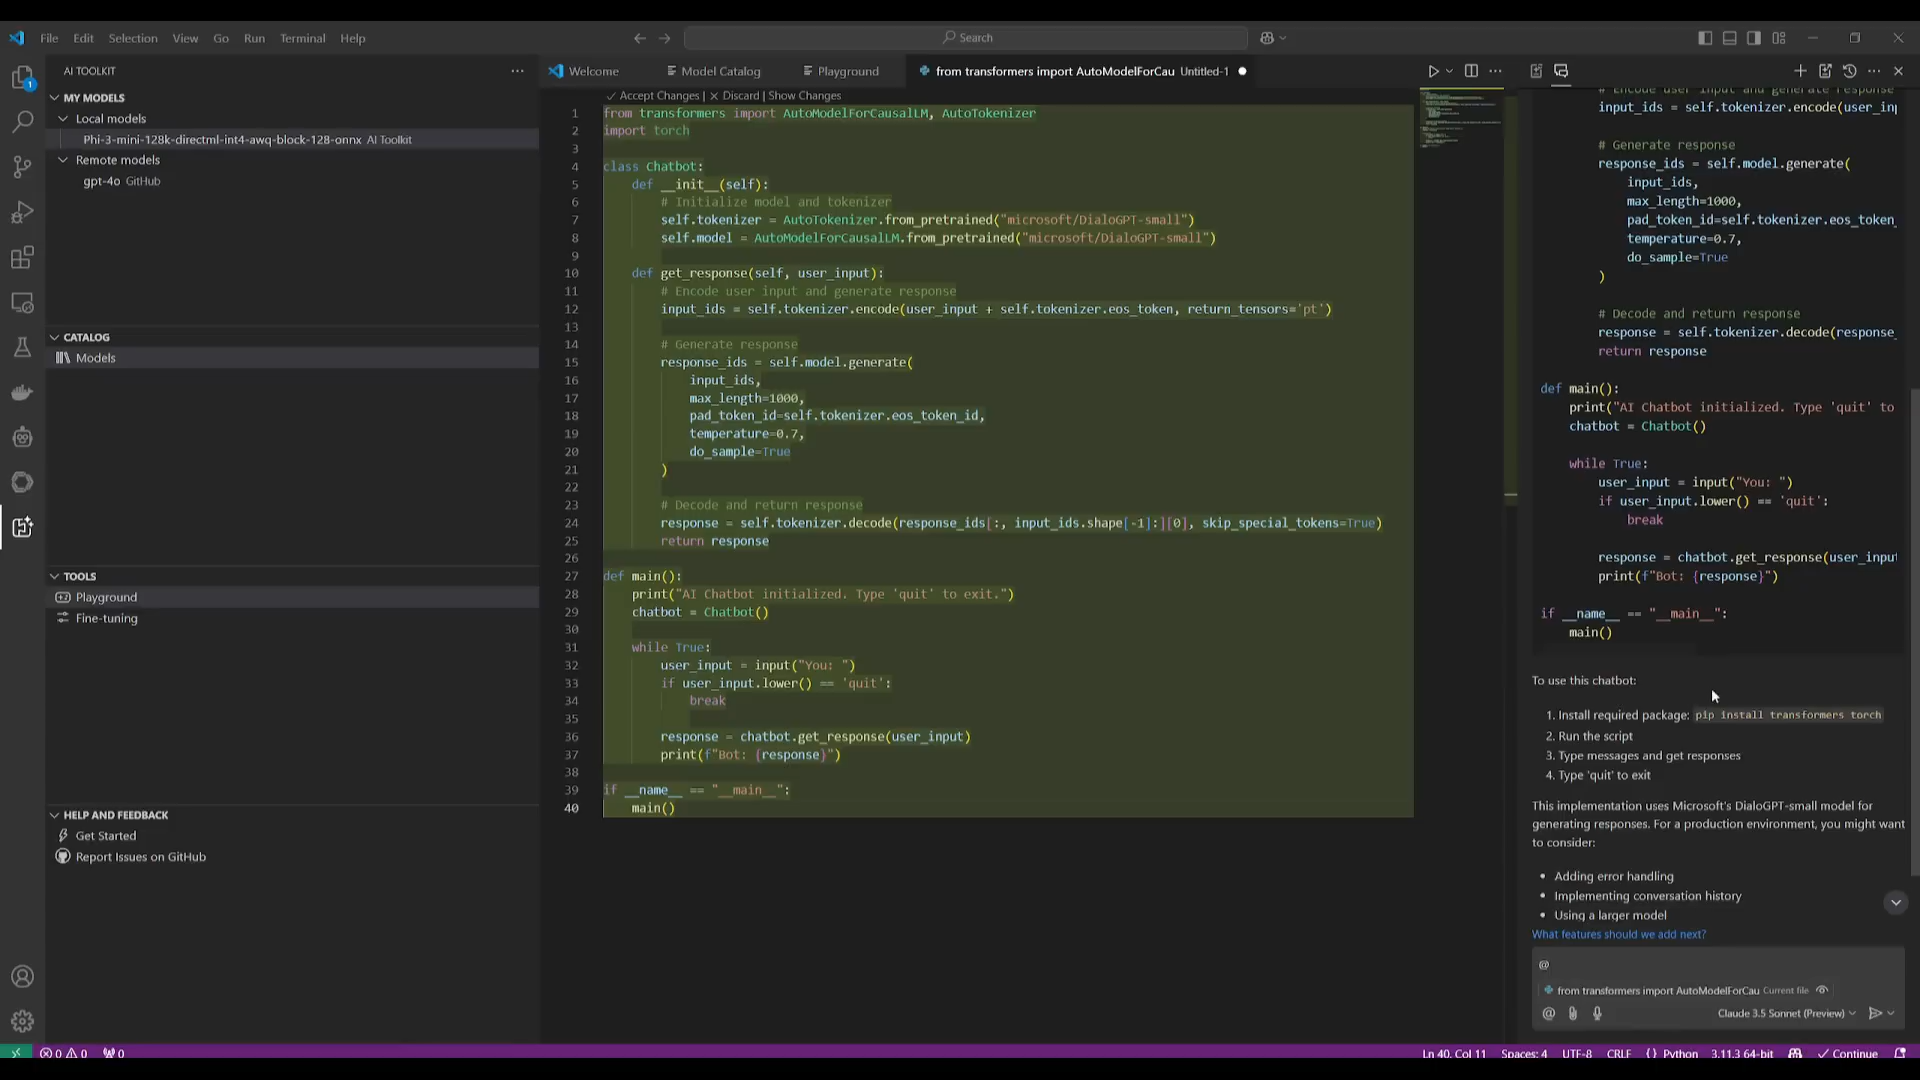 File Edit Selection View Go Run Terminal Help
Search
AI TOOLKIT
MY MODELS
Local models
Phi-3-mini-128k-directml-int4-awq-block-128-onnx AI Toolkit
Remote models
gpt-4o GitHub
CATALOG
Models
TOOLS
Playground
Fine-tuning
HELP AND FEEDBACK
Get Started
Report Issues on GitHub
1
Welcome
Model Catalog
Playground
from transformers import AutoModelForCau Untitled-1
Accept Changes | Discard | Show Changes
1 from transformers import AutoModelForCausalLM, AutoTokenizer
2 import torch
3
4 class Chatbot:
5 def __init__(self):
6 # Initialize model and tokenizer
7 self.tokenizer = AutoTokenizer.from_pretrained("microsoft/DialoGPT-small")
8 self.model = AutoModelForCausalLM.from_pretrained("microsoft/DialoGPT-small")
9
10 def get_response(self, user_input):
11 # Encode user input and generate response
12 input_ids = self.tokenizer.encode(user_input + self.tokenizer.eos_token, return_tensors='pt')
13
14 # Generate response
15 response_ids = self.model.generate(
16 input_ids,
17 max_length=1000,
18 pad_token_id=self.tokenizer.eos_token_id,
19 temperature=0.7,
20 do_sample=True
21 )
22
23 # Decode and return response
24 response = self.tokenizer.decode(response_ids[:, input_ids.shape[-1]:][0], skip_special_tokens=True)
25 return response
26
27 def main():
28 print("AI Chatbot initialized. Type 'quit' to exit.")
29 chatbot = Chatbot()
30
31 while True:
32 user_input = input("You: ")
33 if user_input.lower() == 'quit':
34 break
35
36 response = chatbot.get_response(user_input)
37 print(f"Bot: {response}")
38
39 if __name__ == "__main__":
40 main()
# Encode user input and generate response
input_ids = self.tokenizer.encode(user_inp
# Generate response
response_ids = self.model.generate(
input_ids,
max_length=1000,
pad_token_id=self.tokenizer.eos_token_
temperature=0.7,
do_sample=True
)
# Decode and return response
response = self.tokenizer.decode(response_
return response
def main():
print("AI Chatbot initialized. Type 'quit' to
chatbot = Chatbot()
while True:
user_input = input("You: ")
if user_input.lower() == 'quit':
break
response = chatbot.get_response(user_input
print(f"Bot: {response}")
if __name__ == "__main__":
main()
To use this chatbot:
1. Install required package: pip install transformers torch
2. Run the script
3. Type messages and get responses
4. Type 'quit' to exit
This implementation uses Microsoft's DialoGPT-small model for
generating responses. For a production environment, you might want
to consider:
• Adding error handling
• Implementing conversation history
• Using a larger model
What features should we add next?
@
from transformers import AutoModelForCau Current file
@ Claude 3.5 Sonnet (Preview)
0 0 0 Ln 40, Col 11 Spaces: 4 UTF-8 CRLF {} Python 3.11.3 64-bit Continue